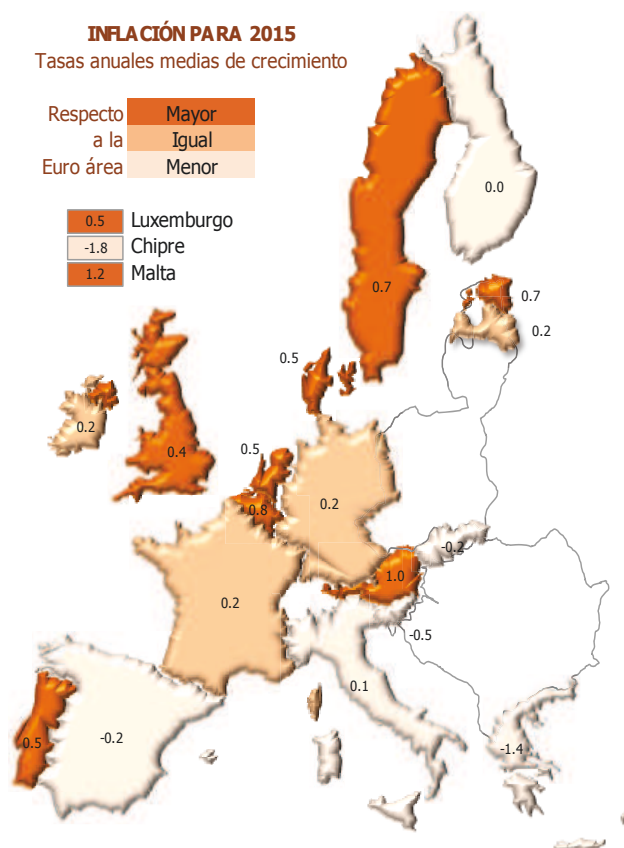 INFLACIÓN PARA 2015
Tasas anuales medias de crecimiento
Respecto a la Euro área
Mayor
Igual
Menor
0.5 Luxemburgo
-1.8 Chipre
1.2 Malta
0.0
0.7
0.7
0.2
0.5
0.2
0.4
0.5
0.8
0.2
-0.2
1.0
0.2
-0.5
0.1
0.5
-0.2
-1.4